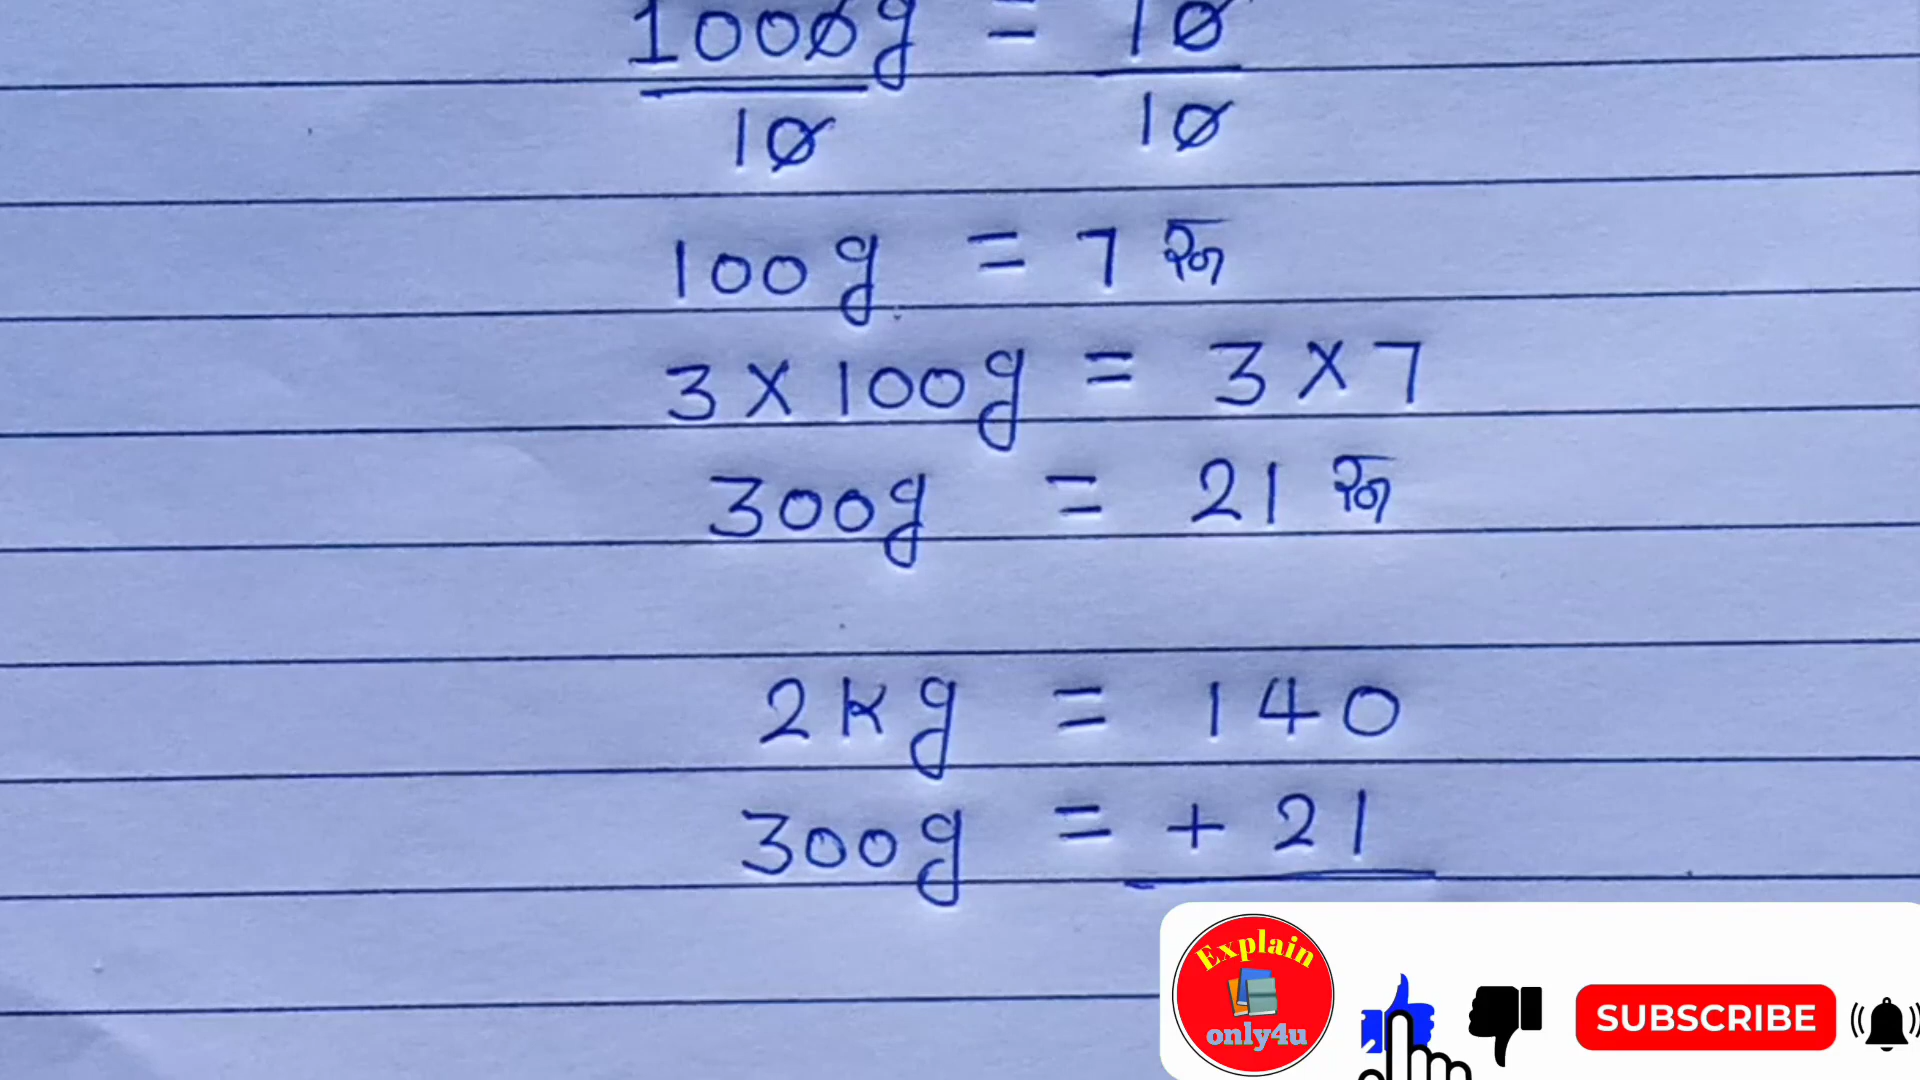 1000g = 10
10 10
100g = 7 रु
3 X 100g = 3 X 7
300g = 21 रु
2kg = 140
300g = + 21
Explain
only4u
SUBSCRIBE